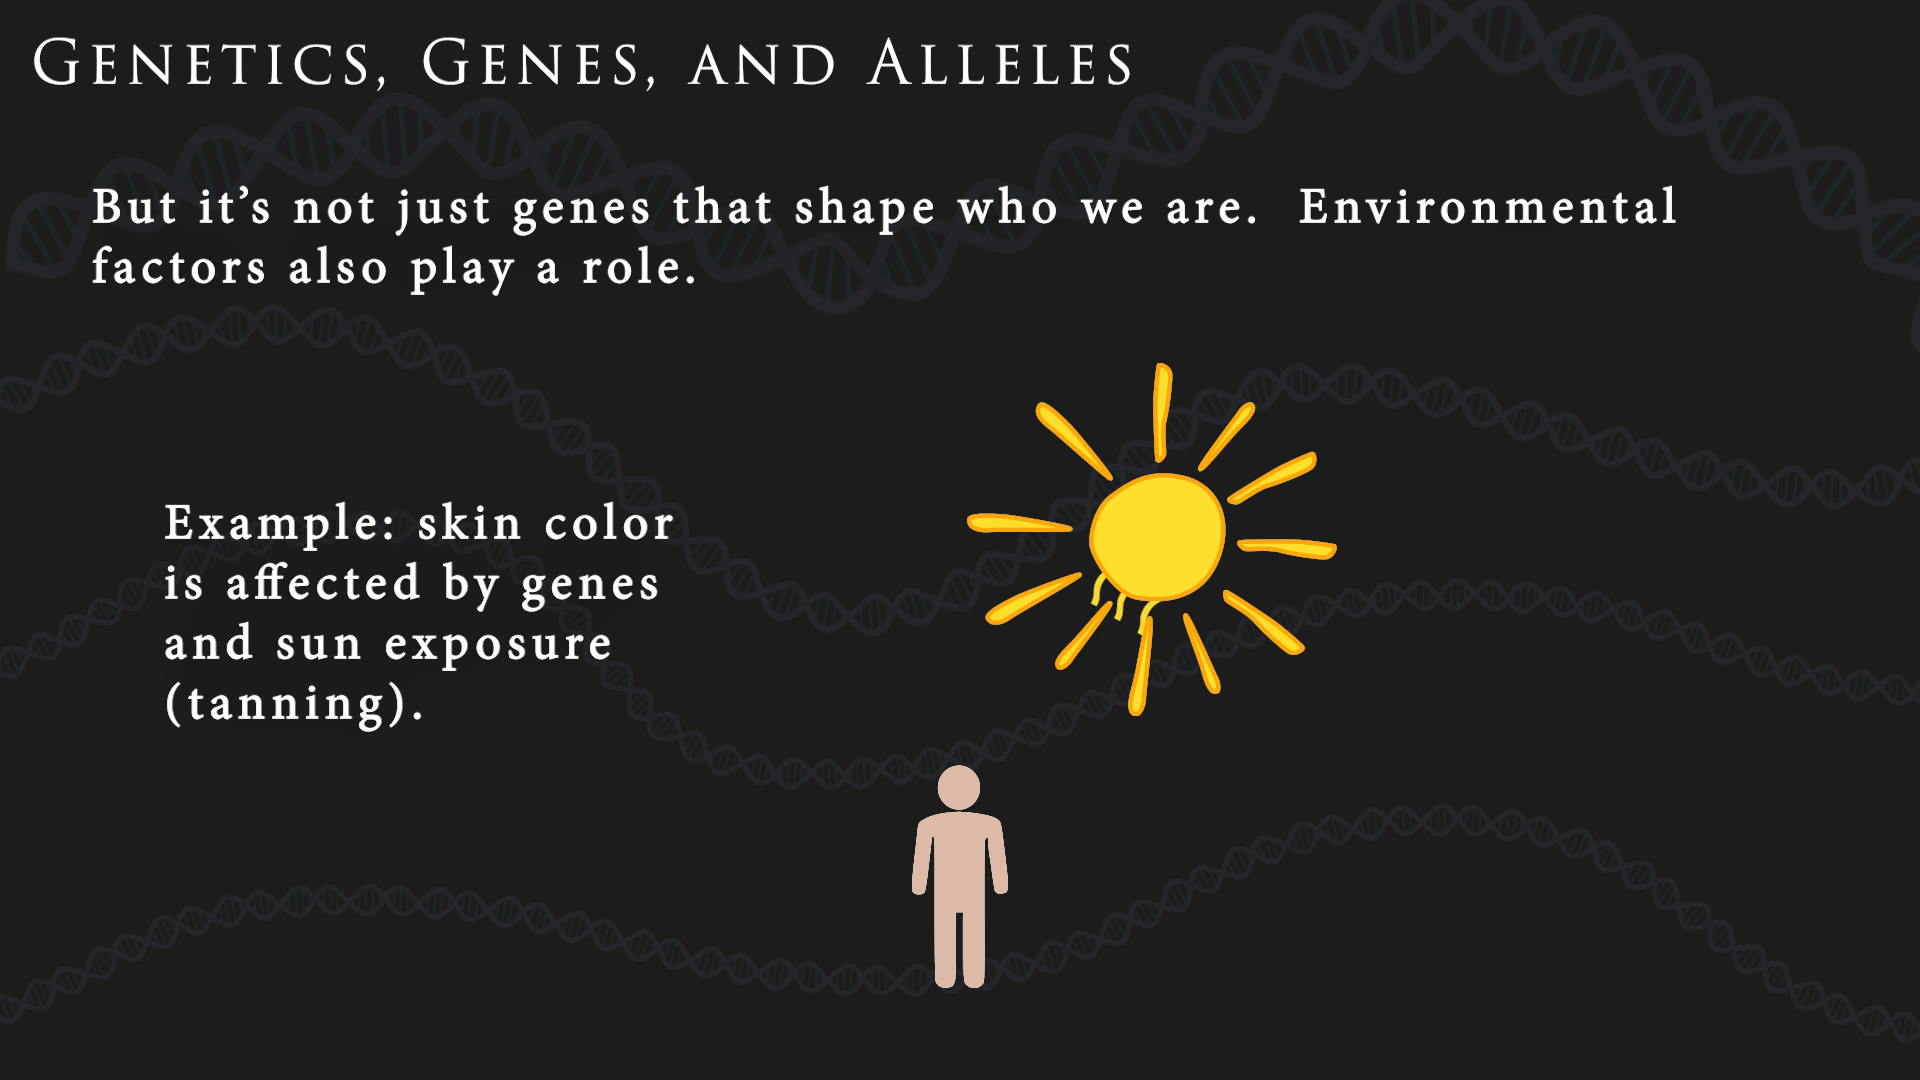 Genetics, Genes, and Alleles
But it’s not just genes that shape who we are.  Environmental
factors also play a role.
Example: skin color
is affected by genes
and sun exposure
(tanning).